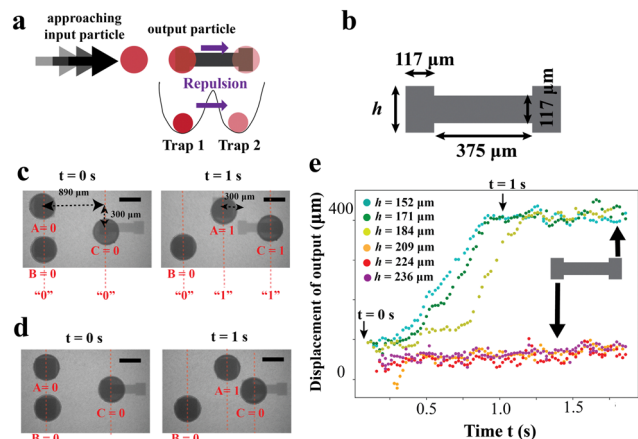 a
approaching
input particle
output particle
Repulsion
Trap 1
Trap 2
b
117 µm
h
117 µm
375 µm
c
t = 0 s
t = 1 s
890 µm
300 µm
300 µm
A= 0
C = 0
B = 0
A= 1
C = 1
B = 0
“0”
“0”
“0”
“1”
“1”
d
t = 0 s
t = 1 s
A= 0
C = 0
B = 0
A= 1
C = 0
B = 0
e
t = 1 s
h = 152 µm
h = 171 µm
h = 184 µm
h = 209 µm
h = 224 µm
h = 236 µm
t = 0 s
Displacement of output (µm)
400
200
0
0.5
1.0
1.5
Time t (s)